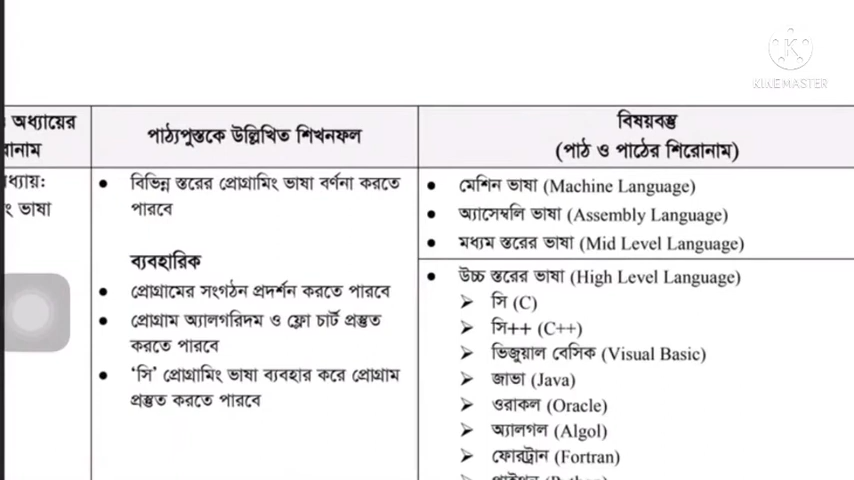 KINEMASTER
অধ্যায়ের
পাঠ্যপুস্তকে উল্লিখিত শিখনফল
বিষয়বস্তু
(পাঠ ও পাঠের শিরোনাম)
বিভিন্ন স্তরের প্রোগ্রামিং ভাষা বর্ণনা করতে
পারবে
ভাষা
ব্যবহারিক
প্রোগ্রামের সংগঠন প্রদর্শন করতে পারবে
প্রোগ্রাম অ্যালগরিদম ও ফ্লো চার্ট প্রস্তুত
করতে পারবে
‘সি’ প্রোগ্রামিং ভাষা ব্যবহার করে প্রোগ্রাম
প্রস্তুত করতে পারবে
মেশিন ভাষা (Machine Language)
অ্যাসেম্বলি ভাষা (Assembly Language)
মধ্যম স্তরের ভাষা (Mid Level Language)
উচ্চ স্তরের ভাষা (High Level Language)
সি (C)
সি++ (C++)
ভিজুয়াল বেসিক (Visual Basic)
জাভা (Java)
ওরাকল (Oracle)
অ্যালগল (Algol)
ফোরট্রান (Fortran)